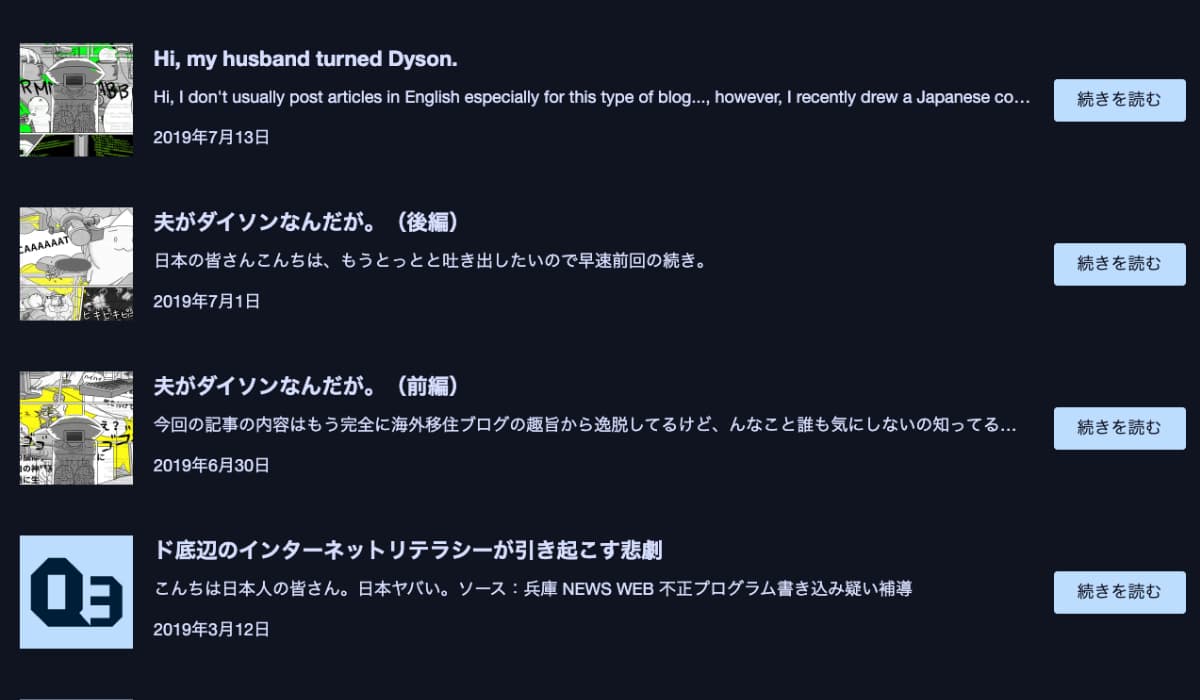 Hi, my husband turned Dyson.
Hi, I don't usually post articles in English especially for this type of blog..., however, I recently drew a Japanese co…
2019年7月13日
続きを読む
CAAAAAAT
夫がダイソンなんだが。（後編）
日本の皆さんこんちは、もうとっとと吐き出したいので早速前回の続き。
2019年7月1日
続きを読む
夫がダイソンなんだが。（前編）
今回の記事の内容はもう完全に海外移住ブログの趣旨から逸脱してるけど、んなこと誰も気にしないの知ってる…
2019年6月30日
続きを読む
Q3
ド底辺のインターネットリテラシーが引き起こす悲劇
こんちは日本人の皆さん。日本ヤバい。ソース：兵庫 NEWS WEB 不正プログラム書き込み疑い補導
2019年3月12日
続きを読む